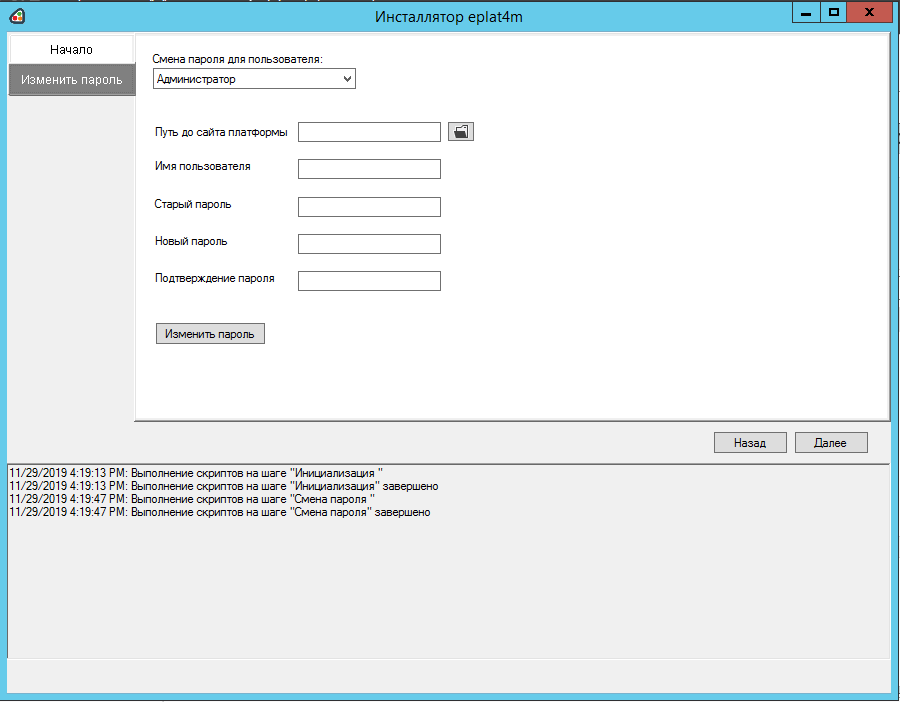 Инсталлятор eplat4m
Начало
Изменить пароль
Смена пароля для пользователя:
Администратор
Путь до сайта платформы
Имя пользователя
Старый пароль
Новый пароль
Подтверждение пароля
Изменить пароль
Назад
Далее
11/29/2019 4:19:13 PM: Выполнение скриптов на шаге "Инициализация "
11/29/2019 4:19:13 PM: Выполнение скриптов на шаге "Инициализация" завершено
11/29/2019 4:19:47 PM: Выполнение скриптов на шаге "Смена пароля "
11/29/2019 4:19:47 PM: Выполнение скриптов на шаге "Смена пароля" завершено